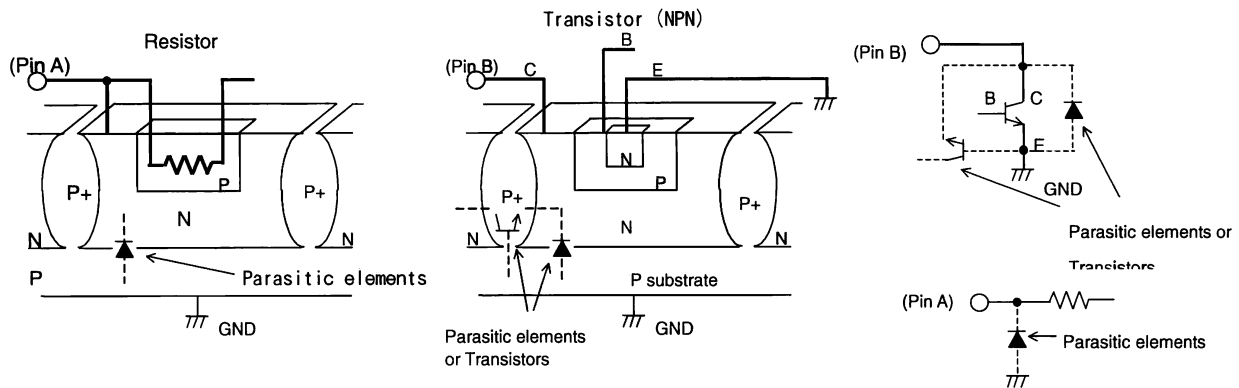 Resistor
(Pin A)
P+
P+
P
N
N
N
P
Parasitic elements
GND
Transistor (NPN)
B
(Pin B)
C
E
N
P
P+
P+
N
N
N
P substrate
GND
Parasitic elements
or Transistors
(Pin B)
B
C
E
GND
Parasitic elements or
Transistors
(Pin A)
Parasitic elements